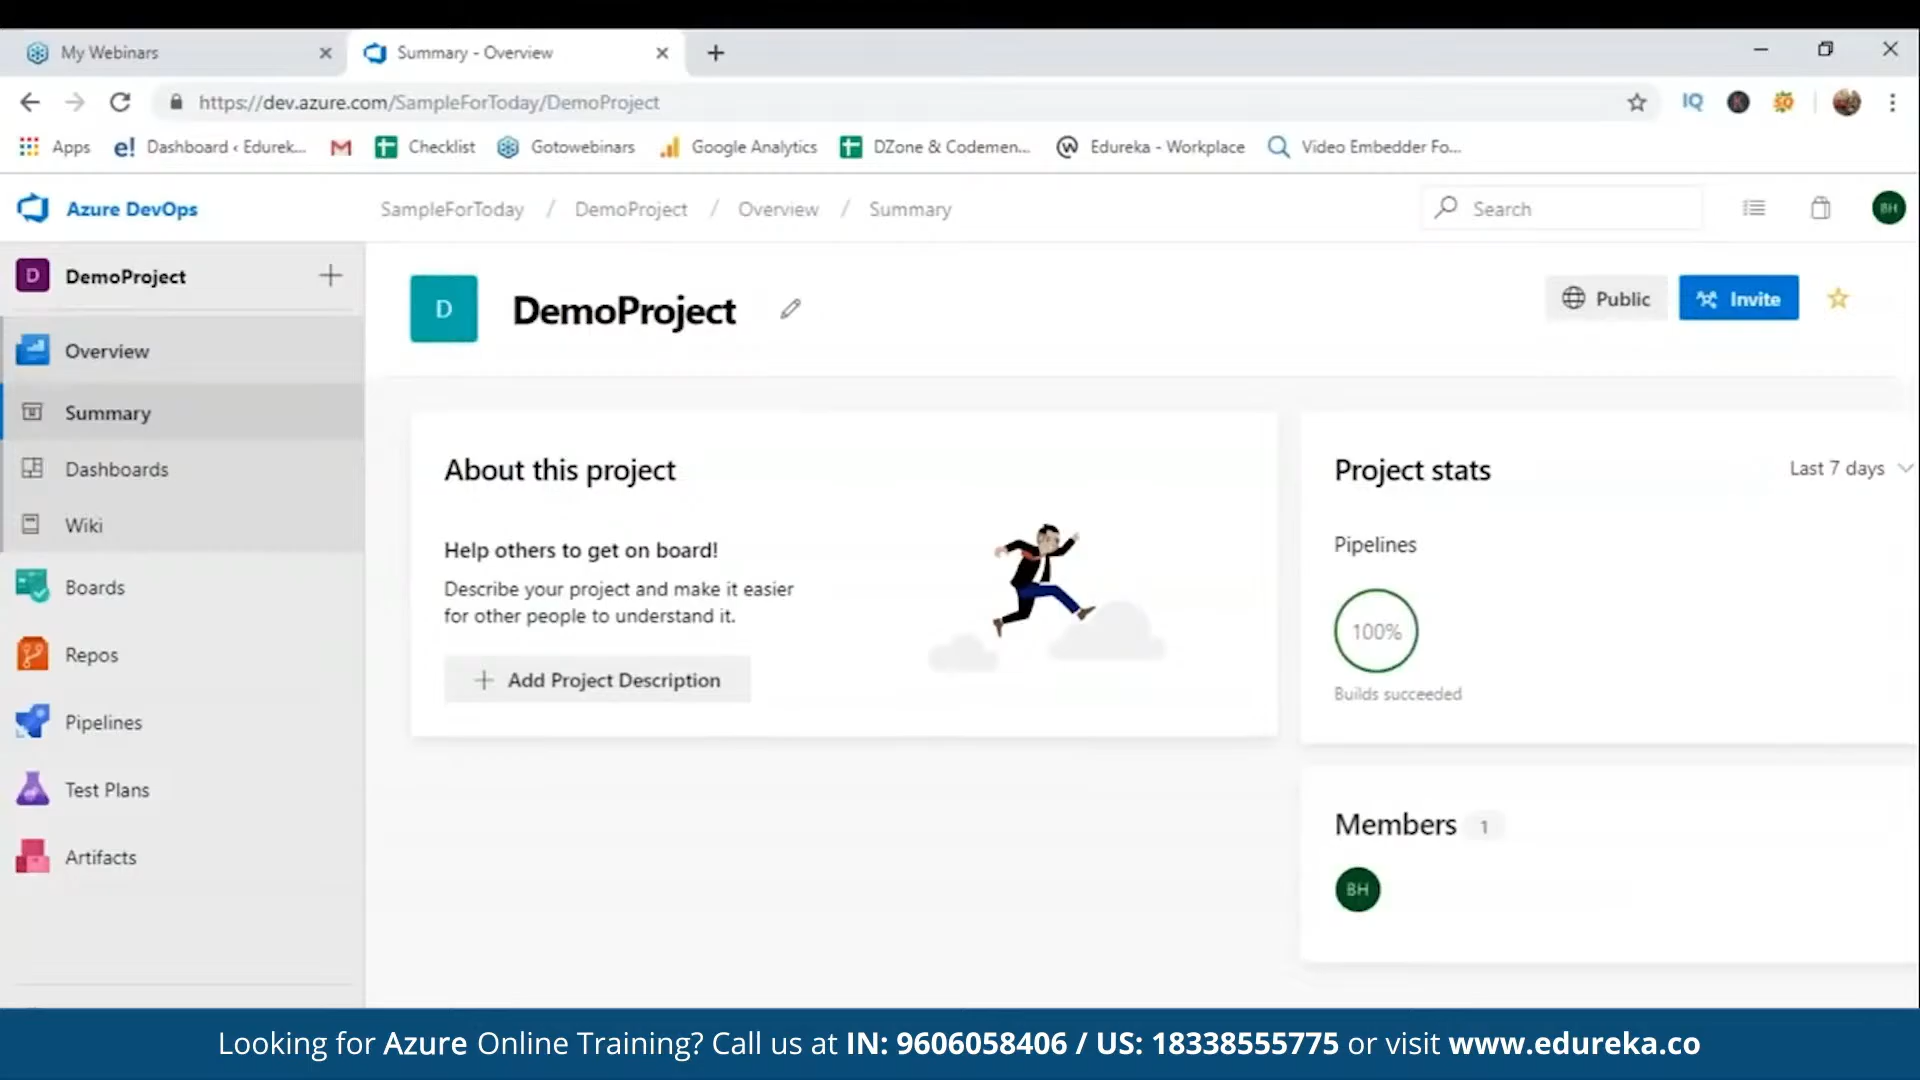 My Webinars
Summary - Overview
https://dev.azure.com/SampleForToday/DemoProject
IQ
Apps
e! Dashboard ‹ Edurek...
Checklist
Gotowebinars
Google Analytics
DZone & Codemen...
Edureka - Workplace
Video Embedder Fo...
Azure DevOps
SampleForToday / DemoProject / Overview / Summary
Search
BH
D DemoProject
Overview
Summary
Dashboards
Wiki
Boards
Repos
Pipelines
Test Plans
Artifacts
D DemoProject
Public
Invite
About this project
Help others to get on board!
Describe your project and make it easier
for other people to understand it.
Add Project Description
Project stats
Last 7 days
Pipelines
100%
Builds succeeded
Members 1
BH
Looking for Azure Online Training? Call us at IN: 9606058406 / US: 18338555775 or visit www.edureka.co